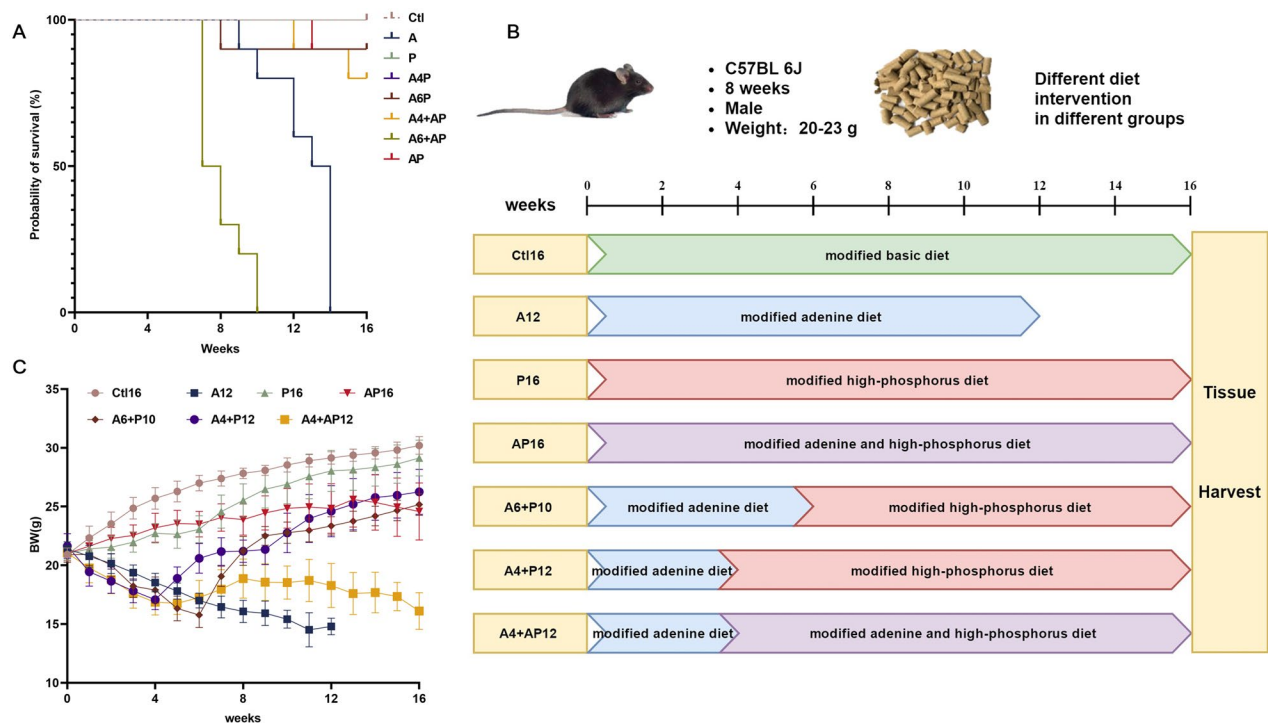 A
Probability of survival (%)
100
50
0
0 4 8 12 16
Weeks
Ctl
A
P
A4P
A6P
A4+AP
A6+AP
AP
B
• C57BL 6J
• 8 weeks
• Male
• Weight：20-23 g
Different diet
intervention
in different groups
weeks
0 2 4 6 8 10 12 16
Ctl16 modified basic diet
A12 modified adenine diet
P16 modified high-phosphorus diet
AP16 modified adenine and high-phosphorus diet
A6+P10 modified adenine diet modified high-phosphorus diet
A4+P12 modified adenine diet modified high-phosphorus diet
A4+AP12 modified adenine diet modified adenine and high-phosphorus diet
Tissue
Harvest
C
Ctl16 A12 P16 AP16
A6+P10 A4+P12 A4+AP12
BW(g)
35
30
25
20
15
10
0 4 8 12 16
weeks